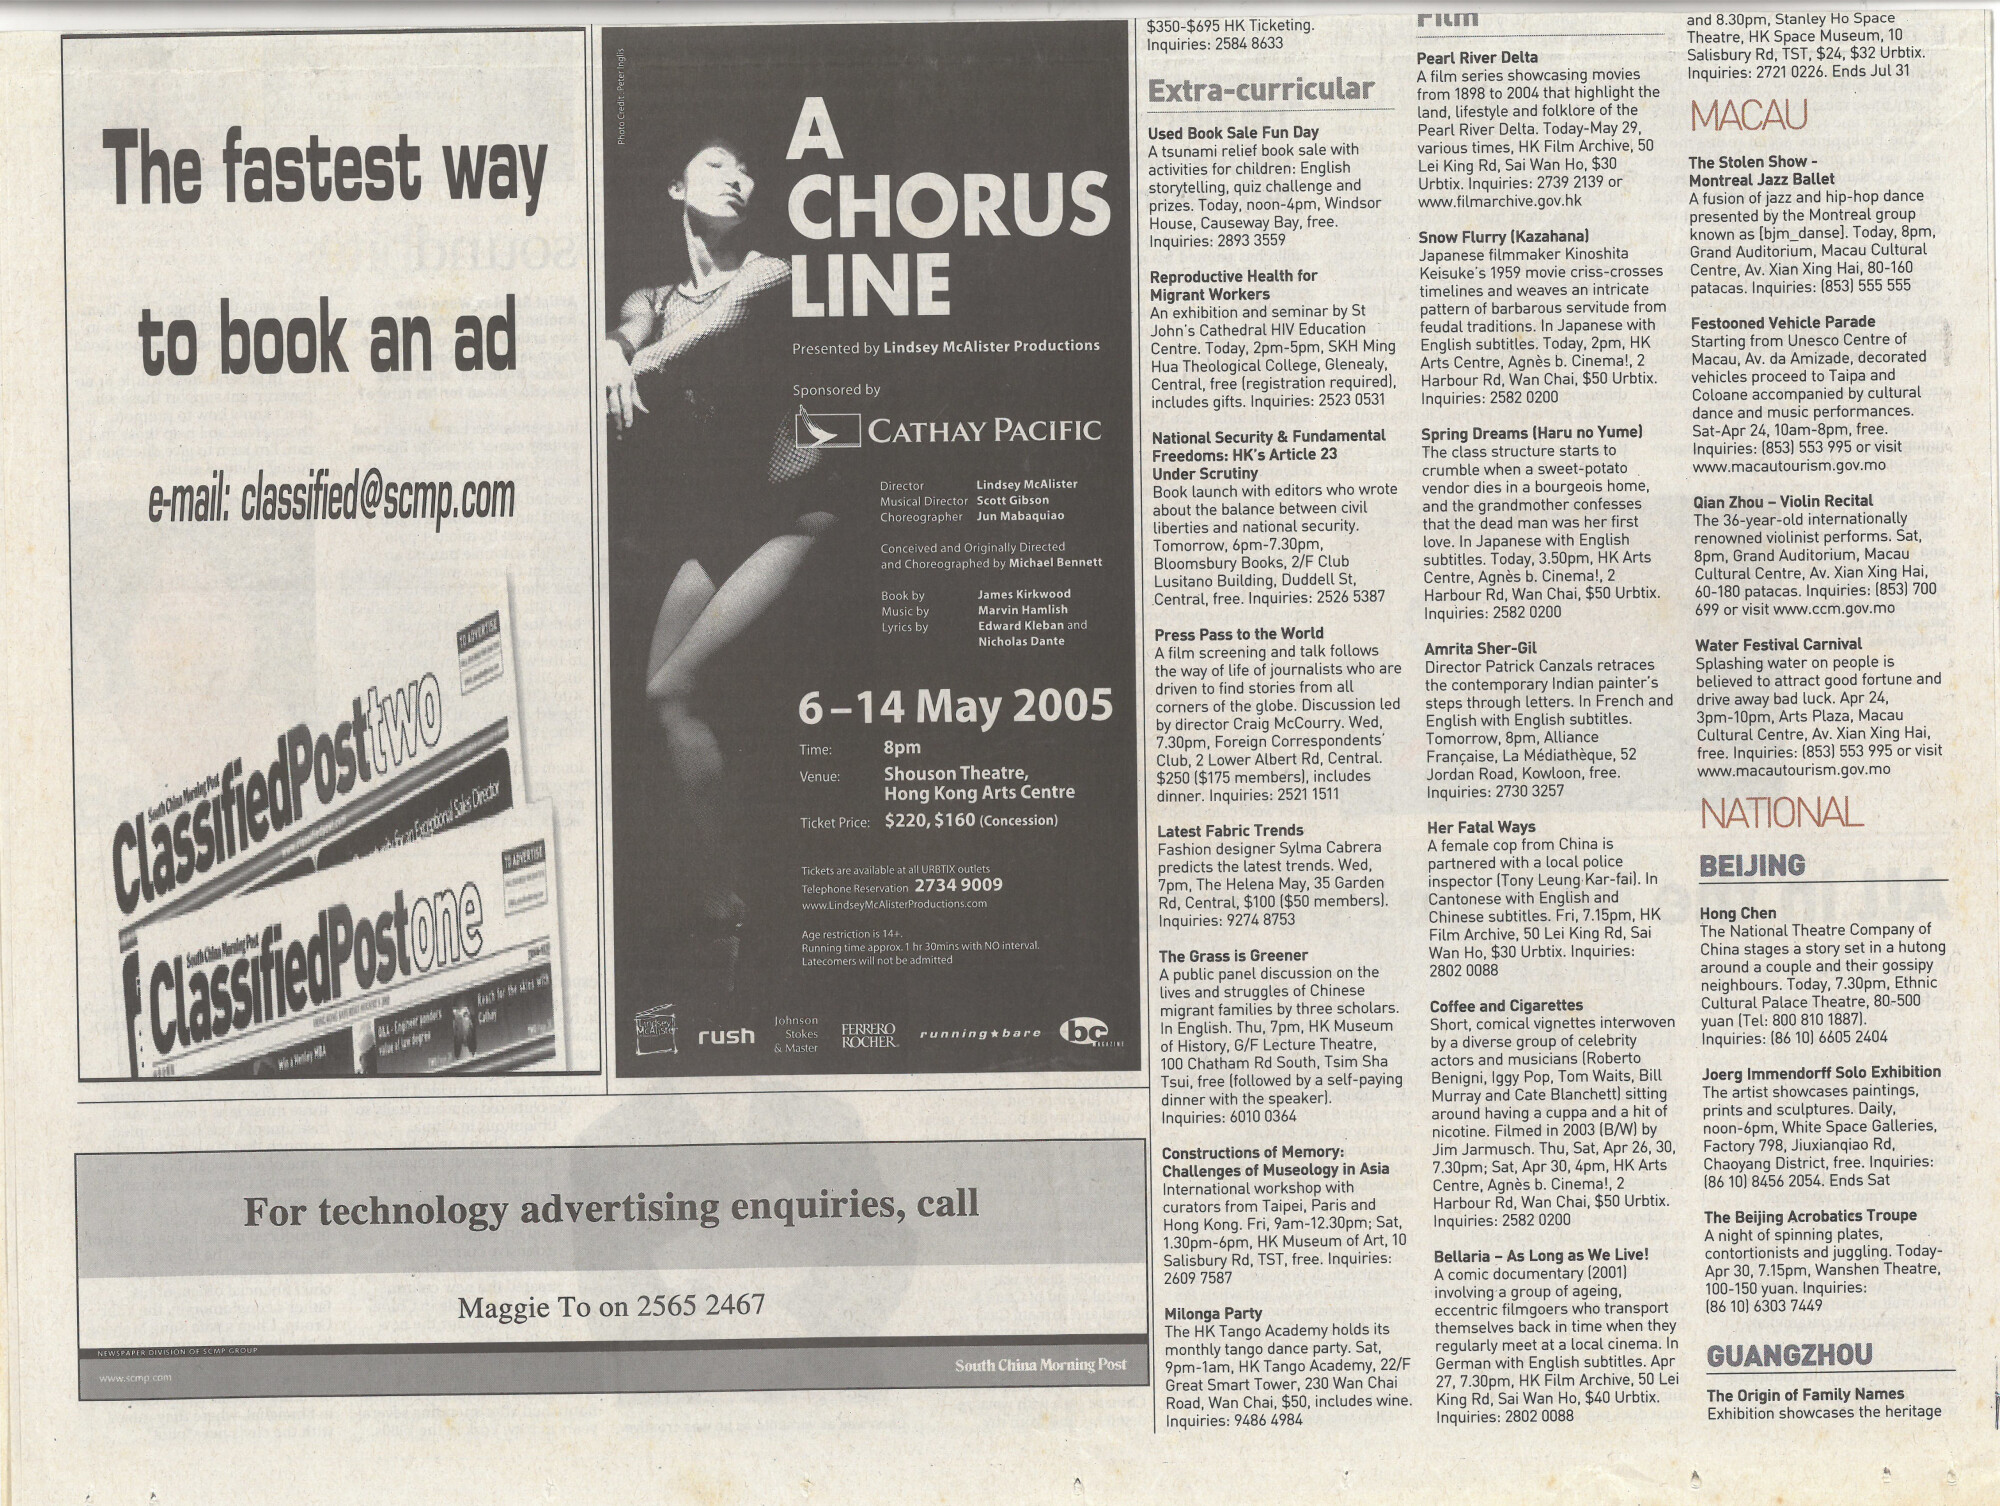 The fastest way
to book an ad
e-mail: classified@scmp.com
TO ADVERTISE
South China Morning Post
ClassifiedPosttwo
for an Exceptional Sales Director
TO ADVERTISE
South China Morning Post
ClassifiedPostone
Win a Henley MBA
Q&A - Engineer ponders
value of law degree
Reach for the skies with
Cathay
Photo Credit: Peter Inglis
A
CHORUS
LINE
Presented by Lindsey McAlister Productions
Sponsored by
CATHAY PACIFIC
Director Lindsey McAlister
Musical Director Scott Gibson
Choreographer Jun Mabaquiao
Conceived and Originally Directed
and Choreographed by Michael Bennett
Book by James Kirkwood
Music by Marvin Hamlish
Lyrics by Edward Kleban and
Nicholas Dante
6–14 May 2005
Time: 8pm
Venue: Shouson Theatre,
Hong Kong Arts Centre
Ticket Price: $220, $160 (Concession)
Tickets are available at all URBTIX outlets
Telephone Reservation 2734 9009
www.LindseyMcAlisterProductions.com
Age restriction is 14+.
Running time approx. 1 hr 30mins with NO interval.
Latecomers will not be admitted
Lindsey
McAlister
rush
Johnson
Stokes
& Master
FERRERO
ROCHER
running★bare
bc
MAGAZINE
For technology advertising enquiries, call
Maggie To on 2565 2467
NEWSPAPER DIVISION OF SCMP GROUP
www.scmp.com
South China Morning Post
$350-$695 HK Ticketing.
Inquiries: 2584 8633
Extra-curricular
Used Book Sale Fun Day
A tsunami relief book sale with
activities for children: English
storytelling, quiz challenge and
prizes. Today, noon-4pm, Windsor
House, Causeway Bay, free.
Inquiries: 2893 3559
Reproductive Health for
Migrant Workers
An exhibition and seminar by St
John's Cathedral HIV Education
Centre. Today, 2pm-5pm, SKH Ming
Hua Theological College, Glenealy,
Central, free (registration required),
includes gifts. Inquiries: 2523 0531
National Security & Fundamental
Freedoms: HK's Article 23
Under Scrutiny
Book launch with editors who wrote
about the balance between civil
liberties and national security.
Tomorrow, 6pm-7.30pm,
Bloomsbury Books, 2/F Club
Lusitano Building, Duddell St,
Central, free. Inquiries: 2526 5387
Press Pass to the World
A film screening and talk follows
the way of life of journalists who are
driven to find stories from all
corners of the globe. Discussion led
by director Craig McCourry. Wed,
7.30pm, Foreign Correspondents'
Club, 2 Lower Albert Rd, Central.
$250 ($175 members), includes
dinner. Inquiries: 2521 1511
Latest Fabric Trends
Fashion designer Sylma Cabrera
predicts the latest trends. Wed,
7pm, The Helena May, 35 Garden
Rd, Central, $100 ($50 members).
Inquiries: 9274 8753
The Grass is Greener
A public panel discussion on the
lives and struggles of Chinese
migrant families by three scholars.
In English. Thu, 7pm, HK Museum
of History, G/F Lecture Theatre,
100 Chatham Rd South, Tsim Sha
Tsui, free (followed by a self-paying
dinner with the speaker).
Inquiries: 6010 0364
Constructions of Memory:
Challenges of Museology in Asia
International workshop with
curators from Taipei, Paris and
Hong Kong. Fri, 9am-12.30pm; Sat,
1.30pm-6pm, HK Museum of Art, 10
Salisbury Rd, TST, free. Inquiries:
2609 7587
Milonga Party
The HK Tango Academy holds its
monthly tango dance party. Sat,
9pm-1am, HK Tango Academy, 22/F
Great Smart Tower, 230 Wan Chai
Road, Wan Chai, $50, includes wine.
Inquiries: 9486 4984
Film
Pearl River Delta
A film series showcasing movies
from 1898 to 2004 that highlight the
land, lifestyle and folklore of the
Pearl River Delta. Today-May 29,
various times, HK Film Archive, 50
Lei King Rd, Sai Wan Ho, $30
Urbtix. Inquiries: 2739 2139 or
www.filmarchive.gov.hk
Snow Flurry (Kazahana)
Japanese filmmaker Kinoshita
Keisuke's 1959 movie criss-crosses
timelines and weaves an intricate
pattern of barbarous servitude from
feudal traditions. In Japanese with
English subtitles. Today, 2pm, HK
Arts Centre, Agnès b. Cinema!, 2
Harbour Rd, Wan Chai, $50 Urbtix.
Inquiries: 2582 0200
Spring Dreams (Haru no Yume)
The class structure starts to
crumble when a sweet-potato
vendor dies in a bourgeois home,
and the grandmother confesses
that the dead man was her first
love. In Japanese with English
subtitles. Today, 3.50pm, HK Arts
Centre, Agnès b. Cinema!, 2
Harbour Rd, Wan Chai, $50 Urbtix.
Inquiries: 2582 0200
Amrita Sher-Gil
Director Patrick Canzals retraces
the contemporary Indian painter's
steps through letters. In French and
English with English subtitles.
Tomorrow, 8pm, Alliance
Française, La Médiathèque, 52
Jordan Road, Kowloon, free.
Inquiries: 2730 3257
Her Fatal Ways
A female cop from China is
partnered with a local police
inspector (Tony Leung Kar-fai). In
Cantonese with English and
Chinese subtitles. Fri, 7.15pm, HK
Film Archive, 50 Lei King Rd, Sai
Wan Ho, $30 Urbtix. Inquiries:
2802 0088
Coffee and Cigarettes
Short, comical vignettes interwoven
by a diverse group of celebrity
actors and musicians (Roberto
Benigni, Iggy Pop, Tom Waits, Bill
Murray and Cate Blanchett) sitting
around having a cuppa and a hit of
nicotine. Filmed in 2003 (B/W) by
Jim Jarmusch. Thu, Sat, Apr 26, 30,
7.30pm; Sat, Apr 30, 4pm, HK Arts
Centre, Agnès b. Cinema!, 2
Harbour Rd, Wan Chai, $50 Urbtix.
Inquiries: 2582 0200
Bellaria – As Long as We Live!
A comic documentary (2001)
involving a group of ageing,
eccentric filmgoers who transport
themselves back in time when they
regularly meet at a local cinema. In
German with English subtitles. Apr
27, 7.30pm, HK Film Archive, 50 Lei
King Rd, Sai Wan Ho, $40 Urbtix.
Inquiries: 2802 0088
and 8.30pm, Stanley Ho Space
Theatre, HK Space Museum, 10
Salisbury Rd, TST, $24, $32 Urbtix.
Inquiries: 2721 0226. Ends Jul 31
MACAU
The Stolen Show -
Montreal Jazz Ballet
A fusion of jazz and hip-hop dance
presented by the Montreal group
known as [bjm_danse]. Today, 8pm,
Grand Auditorium, Macau Cultural
Centre, Av. Xian Xing Hai, 80-160
patacas. Inquiries: (853) 555 555
Festooned Vehicle Parade
Starting from Unesco Centre of
Macau, Av. da Amizade, decorated
vehicles proceed to Taipa and
Coloane accompanied by cultural
dance and music performances.
Sat-Apr 24, 10am-8pm, free.
Inquiries: (853) 553 995 or visit
www.macautourism.gov.mo
Qian Zhou – Violin Recital
The 36-year-old internationally
renowned violinist performs. Sat,
8pm, Grand Auditorium, Macau
Cultural Centre, Av. Xian Xing Hai,
60-180 patacas. Inquiries: (853) 700
699 or visit www.ccm.gov.mo
Water Festival Carnival
Splashing water on people is
believed to attract good fortune and
drive away bad luck. Apr 24,
3pm-10pm, Arts Plaza, Macau
Cultural Centre, Av. Xian Xing Hai,
free. Inquiries: (853) 553 995 or visit
www.macautourism.gov.mo
NATIONAL
BEIJING
Hong Chen
The National Theatre Company of
China stages a story set in a hutong
around a couple and their gossipy
neighbours. Today, 7.30pm, Ethnic
Cultural Palace Theatre, 80-500
yuan (Tel: 800 810 1887).
Inquiries: (86 10) 6605 2404
Joerg Immendorff Solo Exhibition
The artist showcases paintings,
prints and sculptures. Daily,
noon-6pm, White Space Galleries,
Factory 798, Jiuxianqiao Rd,
Chaoyang District, free. Inquiries:
(86 10) 8456 2054. Ends Sat
The Beijing Acrobatics Troupe
A night of spinning plates,
contortionists and juggling. Today-
Apr 30, 7.15pm, Wanshen Theatre,
100-150 yuan. Inquiries:
(86 10) 6303 7449
GUANGZHOU
The Origin of Family Names
Exhibition showcases the heritage